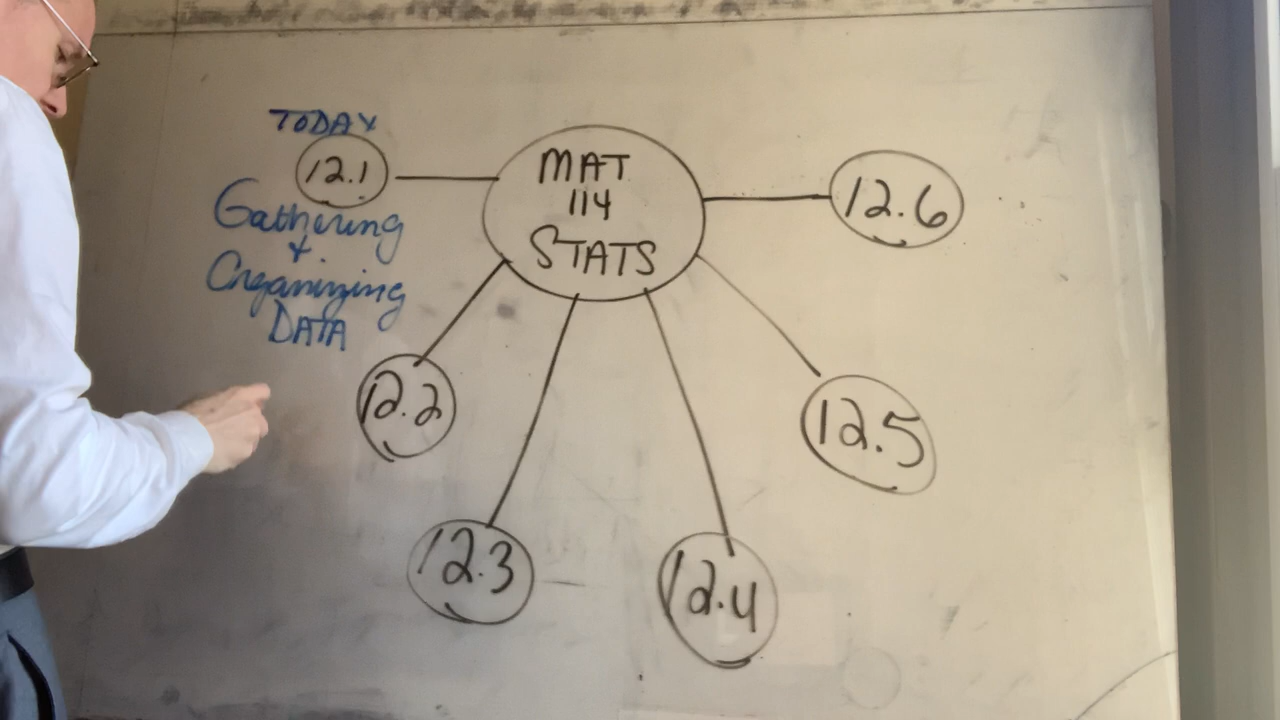 TODAY
12.1
Gathering
+
Organizing
DATA
MAT
114
STATS
12.6
12.2
12.5
12.3
12.4